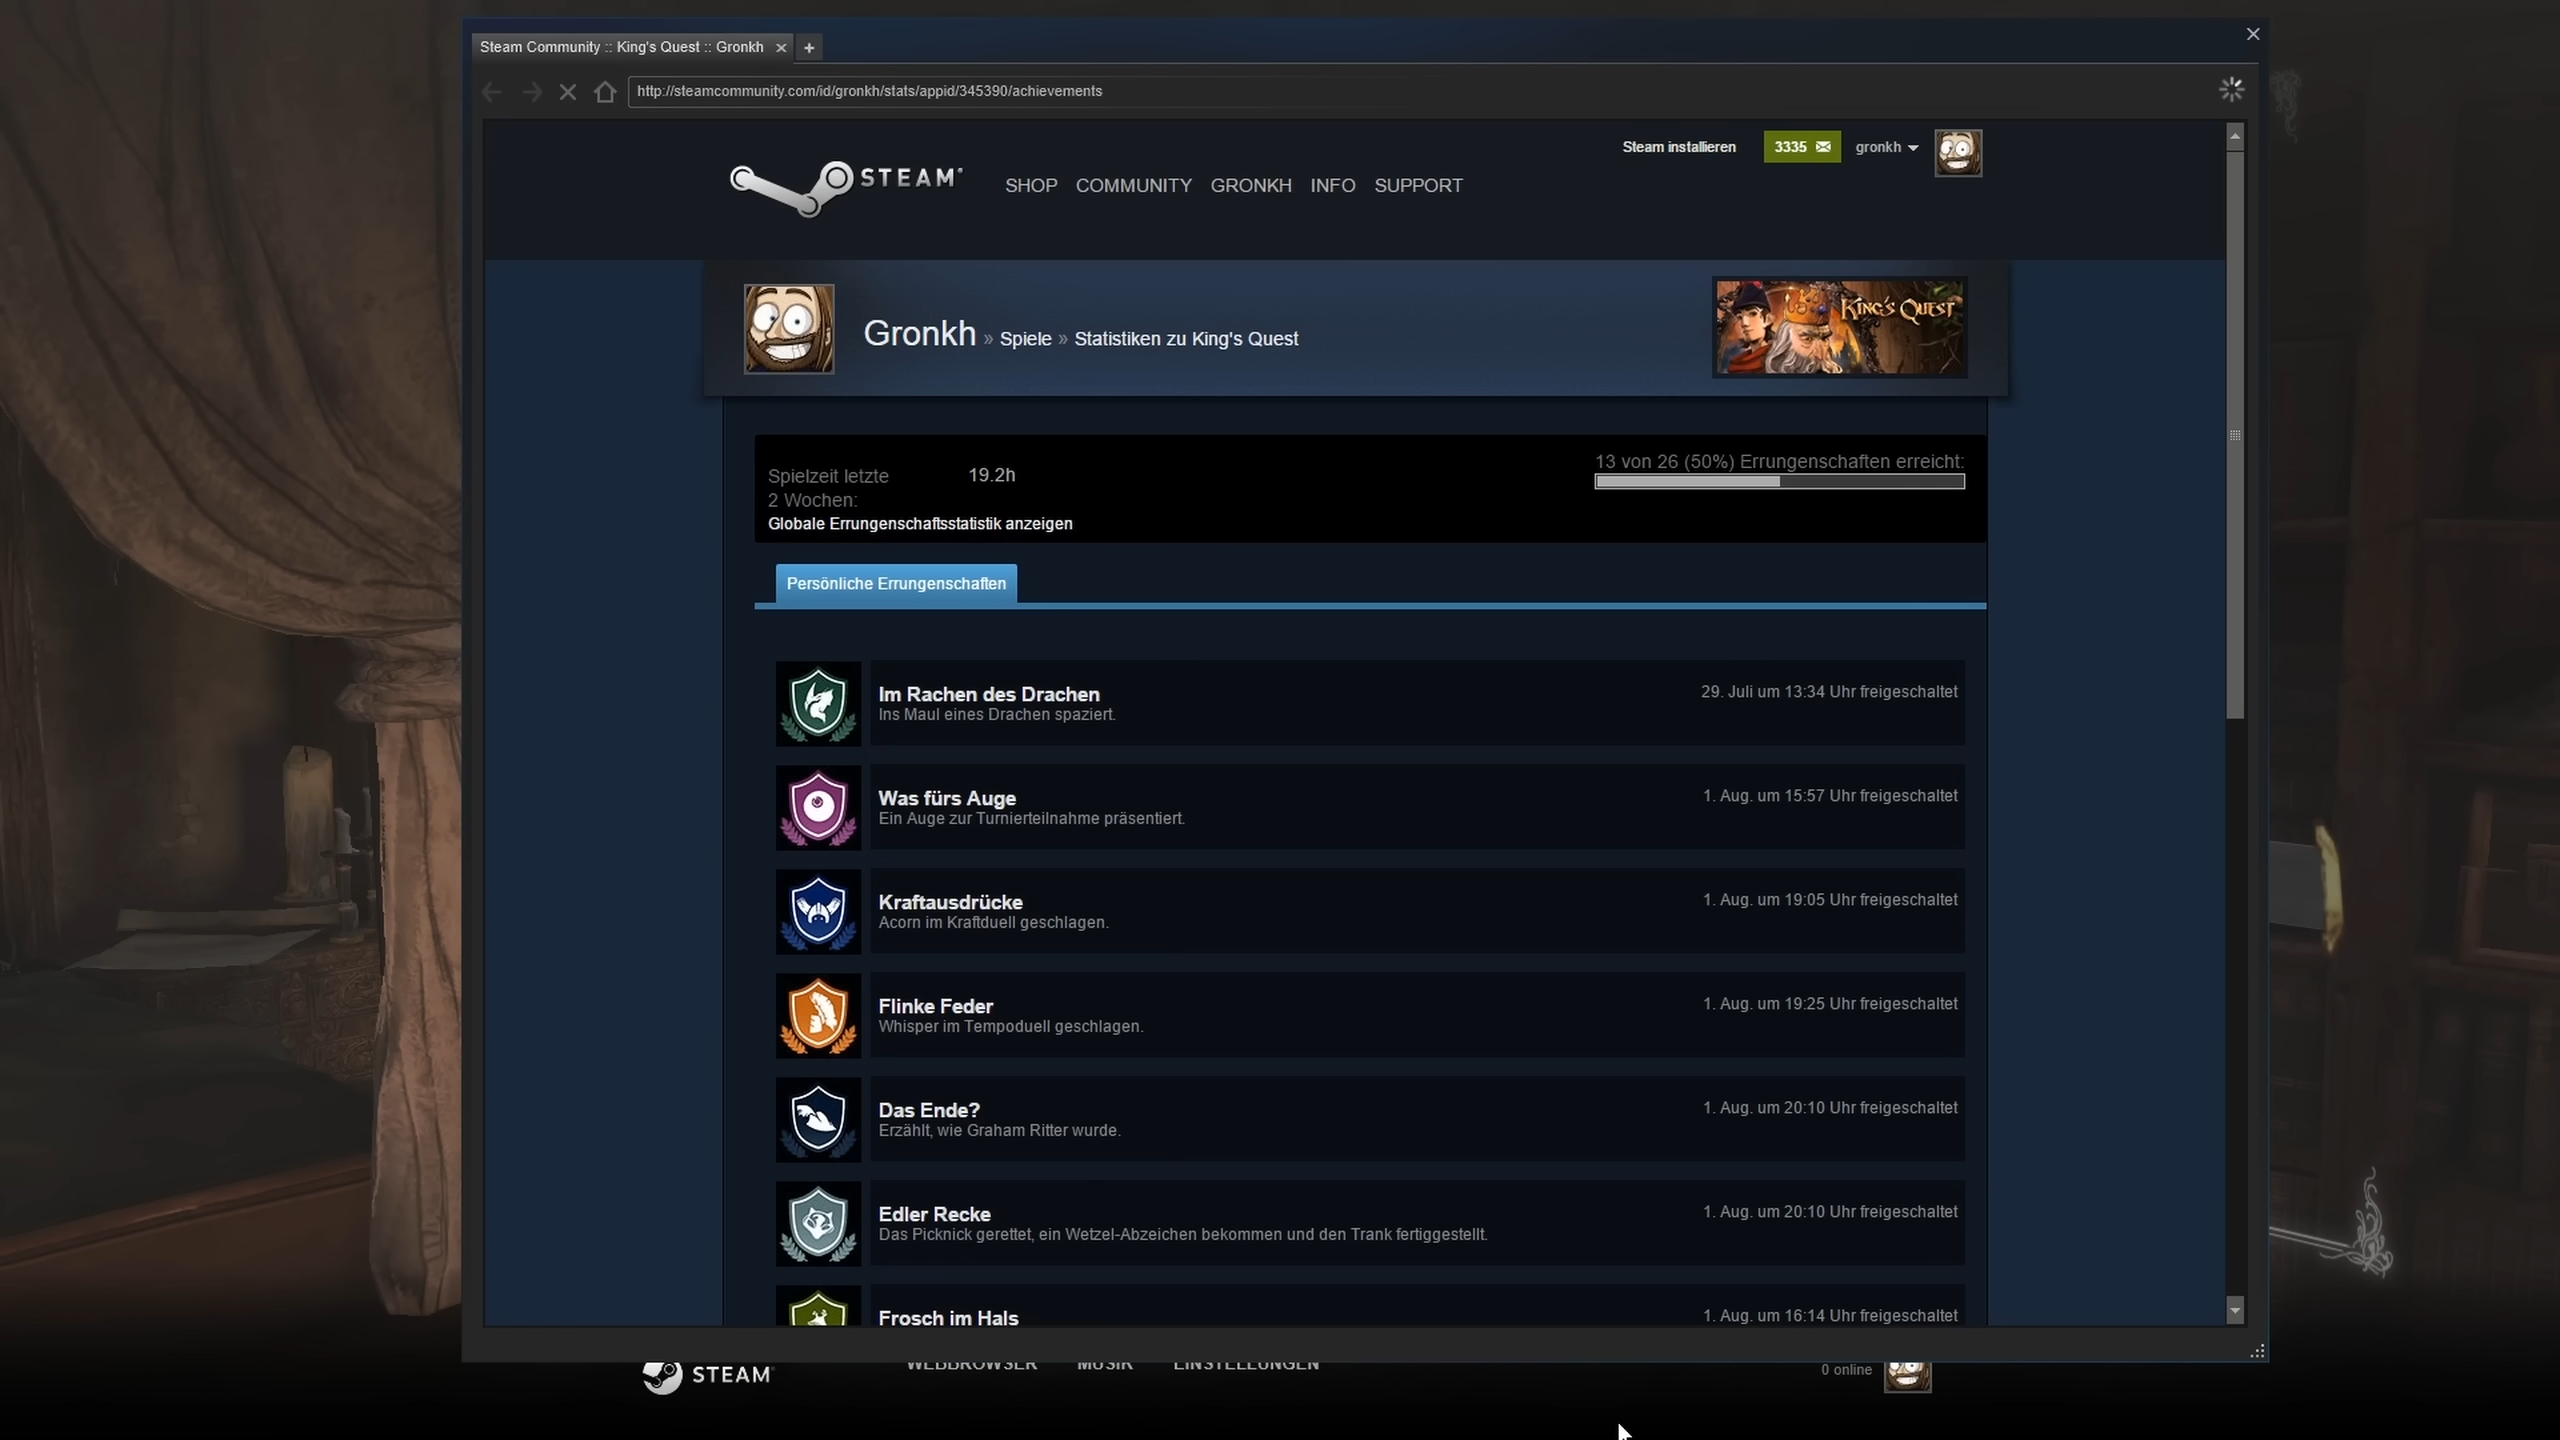 Steam Community :: King's Quest :: Gronkh
http://steamcommunity.com/id/gronkh/stats/appid/345390/achievements
Steam installieren
3335
gronkh
STEAM
SHOP COMMUNITY GRONKH INFO SUPPORT
Gronkh » Spiele » Statistiken zu King's Quest
KING'S QUEST
Spielzeit letzte
2 Wochen:
19.2h
13 von 26 (50%) Errungenschaften erreicht:
Globale Errungenschaftsstatistik anzeigen
Persönliche Errungenschaften
Im Rachen des Drachen
29. Juli um 13:34 Uhr freigeschaltet
Ins Maul eines Drachen spaziert.
Was fürs Auge
1. Aug. um 15:57 Uhr freigeschaltet
Ein Auge zur Turnierteilnahme präsentiert.
Kraftausdrücke
1. Aug. um 19:05 Uhr freigeschaltet
Acorn im Kraftduell geschlagen.
Flinke Feder
1. Aug. um 19:25 Uhr freigeschaltet
Whisper im Tempoduell geschlagen.
Das Ende?
1. Aug. um 20:10 Uhr freigeschaltet
Erzählt, wie Graham Ritter wurde.
Edler Recke
1. Aug. um 20:10 Uhr freigeschaltet
Das Picknick gerettet, ein Wetzel-Abzeichen bekommen und den Trank fertiggestellt.
Frosch im Hals
1. Aug. um 16:14 Uhr freigeschaltet
STEAM
WEBBROWSER MUSIK EINSTELLUNGEN
0 online